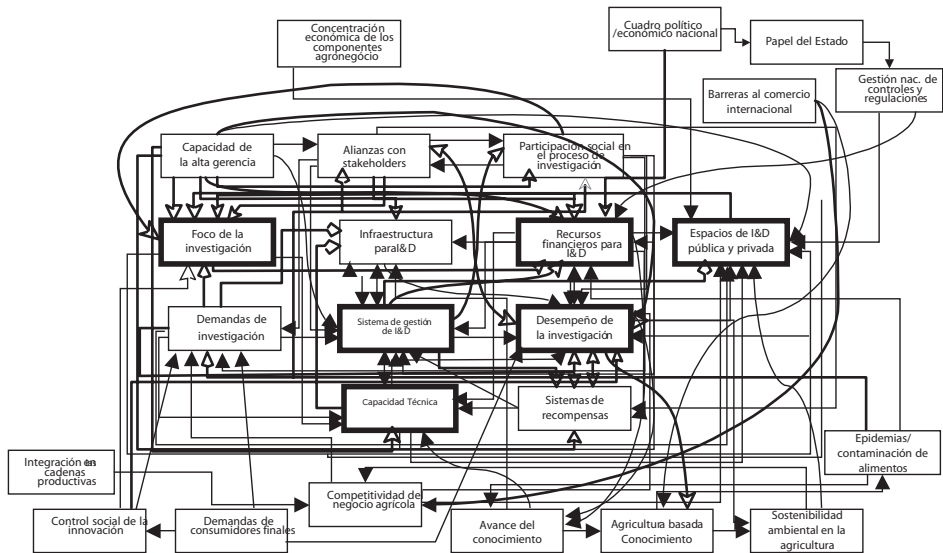 Concentración
económica de los
componentes
agronegócio
Cuadro político
/económico nacional
Papel del Estado
Barreras al comercio
internacional
Gestión nac. de
controles y
regulaciones
Capacidad de
la alta gerencia
Alianzas con
stakeholders
Participación social en
el proceso de
investigación
Foco de la
investigación
Infraestructura
paraI&D
Recursos
financieros para
I&D
Espacios de I&D
pública y privada
Demandas de
investigación
Sistema de gestión
de I&D
Desempeño de
la investigación
Capacidad Técnica
Sistemas de
recompensas
Epidemias/
contaminación de
alimentos
Integración en
cadenas
productivas
Competitividad de
negocio agrícola
Control social de la
innovación
Demandas de
consumidores finales
Avance del
conocimiento
Agricultura basada
Conocimiento
Sostenibilidad
ambiental en la
agricultura